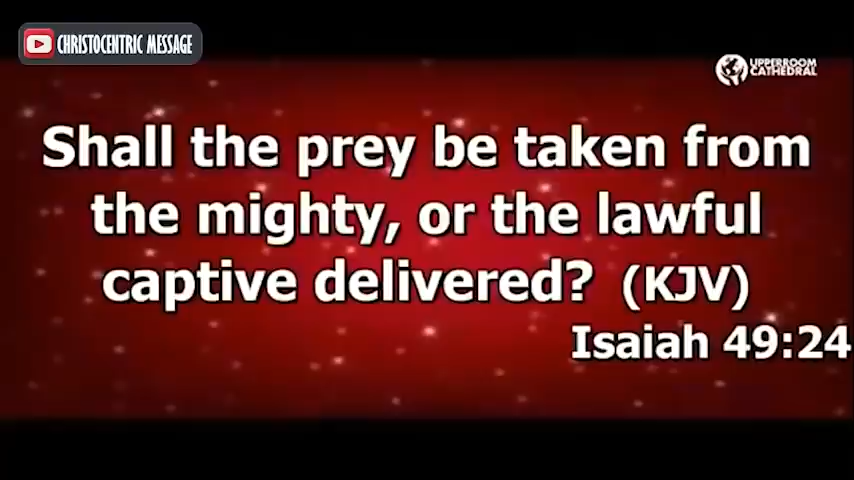 CHRISTOCENTRIC MESSAGE
UPPERROOM
CATHEDRAL
Shall the prey be taken from
the mighty, or the lawful
captive delivered? (KJV)
Isaiah 49:24